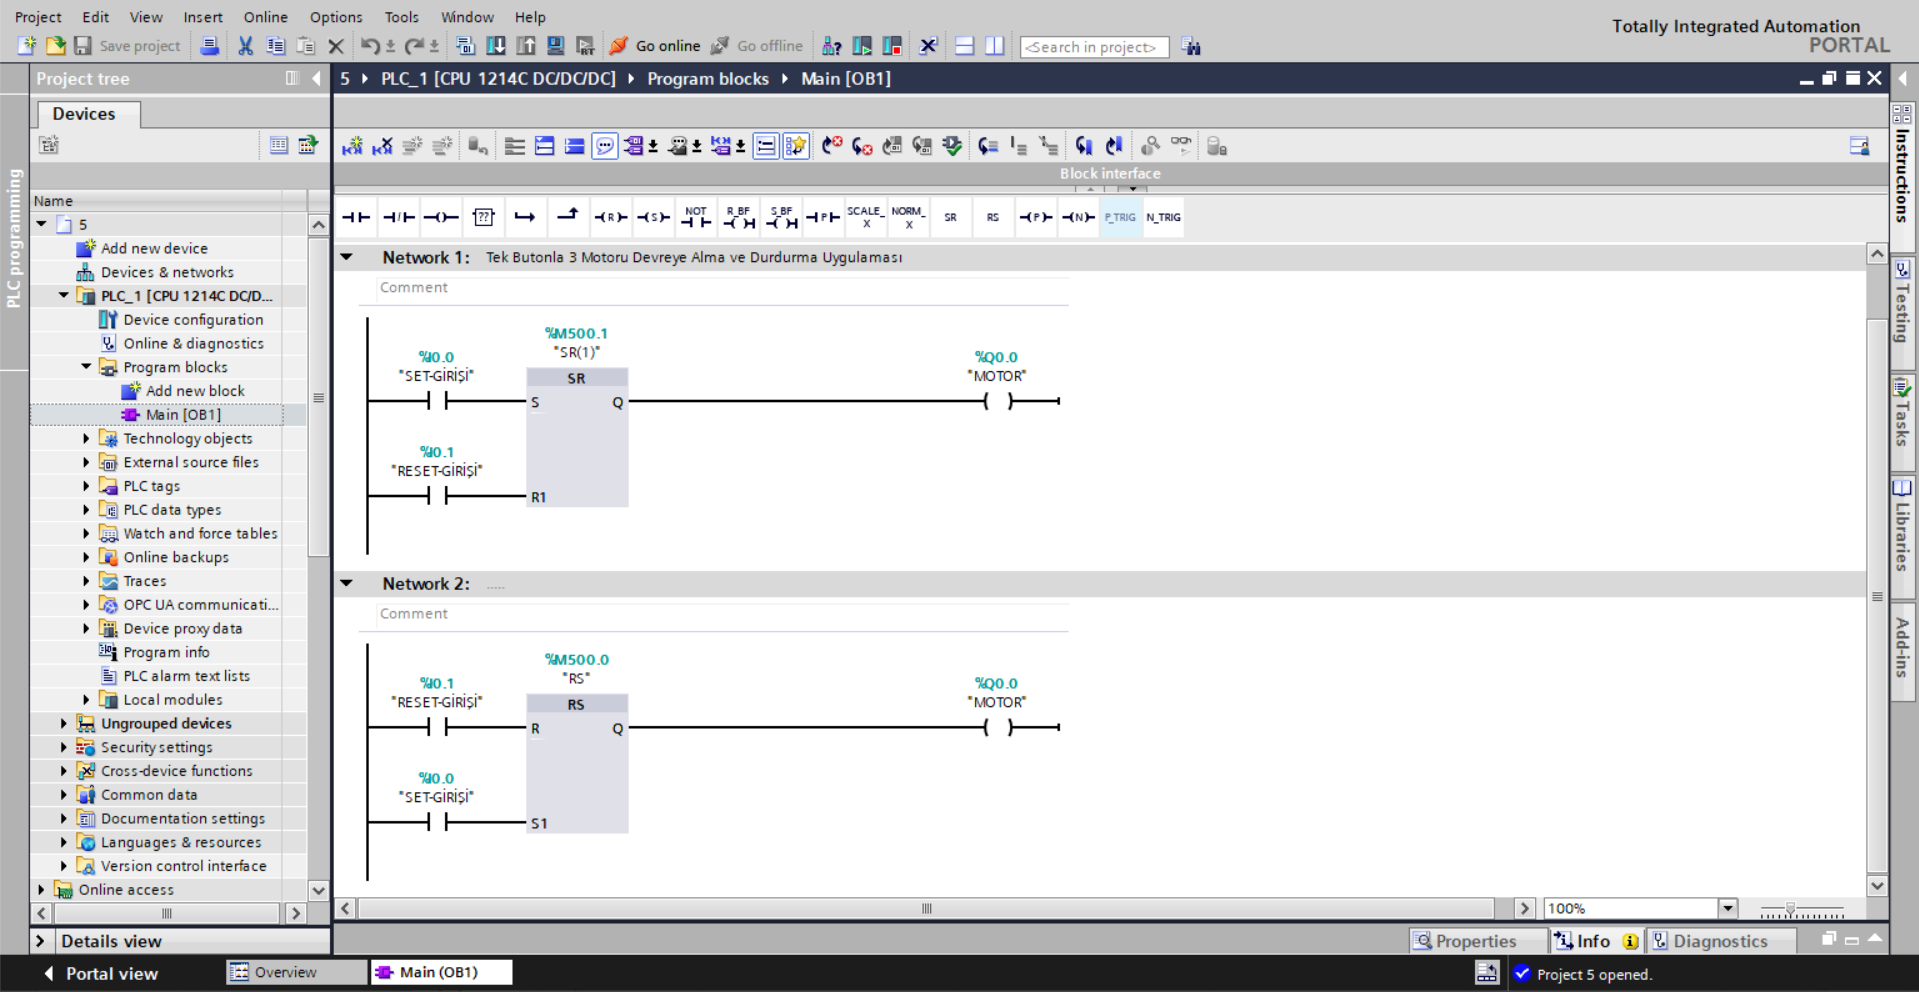 Project Edit View Insert Online Options Tools Window Help
Totally Integrated Automation
PORTAL
Save project
Go online
Go offline
<Search in project>
Project tree
5 PLC_1 [CPU 1214C DC/DC/DC] Program blocks Main [OB1]
Devices
PLC programming
Block interface
Name
5
Add new device
Devices & networks
PLC_1 [CPU 1214C DC/D...
Device configuration
Online & diagnostics
Program blocks
Add new block
Main [OB1]
Technology objects
External source files
PLC tags
PLC data types
Watch and force tables
Online backups
Traces
OPC UA communicati...
Device proxy data
Program info
PLC alarm text lists
Local modules
Ungrouped devices
Security settings
Cross-device functions
Common data
Documentation settings
Languages & resources
Version control interface
Online access
Details view
?? R S NOT R_BF S_BF P SCALE_X NORM_X SR RS P N P_TRIG N_TRIG
Network 1: Tek Butonla 3 Motoru Devreye Alma ve Durdurma Uygulaması
Comment
%M500.1
"SR(1)"
%I0.0
"SET-GİRİŞİ"
SR
S Q
%Q0.0
"MOTOR"
%I0.1
"RESET-GİRİŞİ"
R1
Network 2: .....
Comment
%M500.0
"RS"
%I0.1
"RESET-GİRİŞİ"
RS
R Q
%Q0.0
"MOTOR"
%I0.0
"SET-GİRİŞİ"
S1
100%
Properties Info Diagnostics
Instructions
Testing
Tasks
Libraries
Add-ins
Portal view
Overview
Main (OB1)
Project 5 opened.